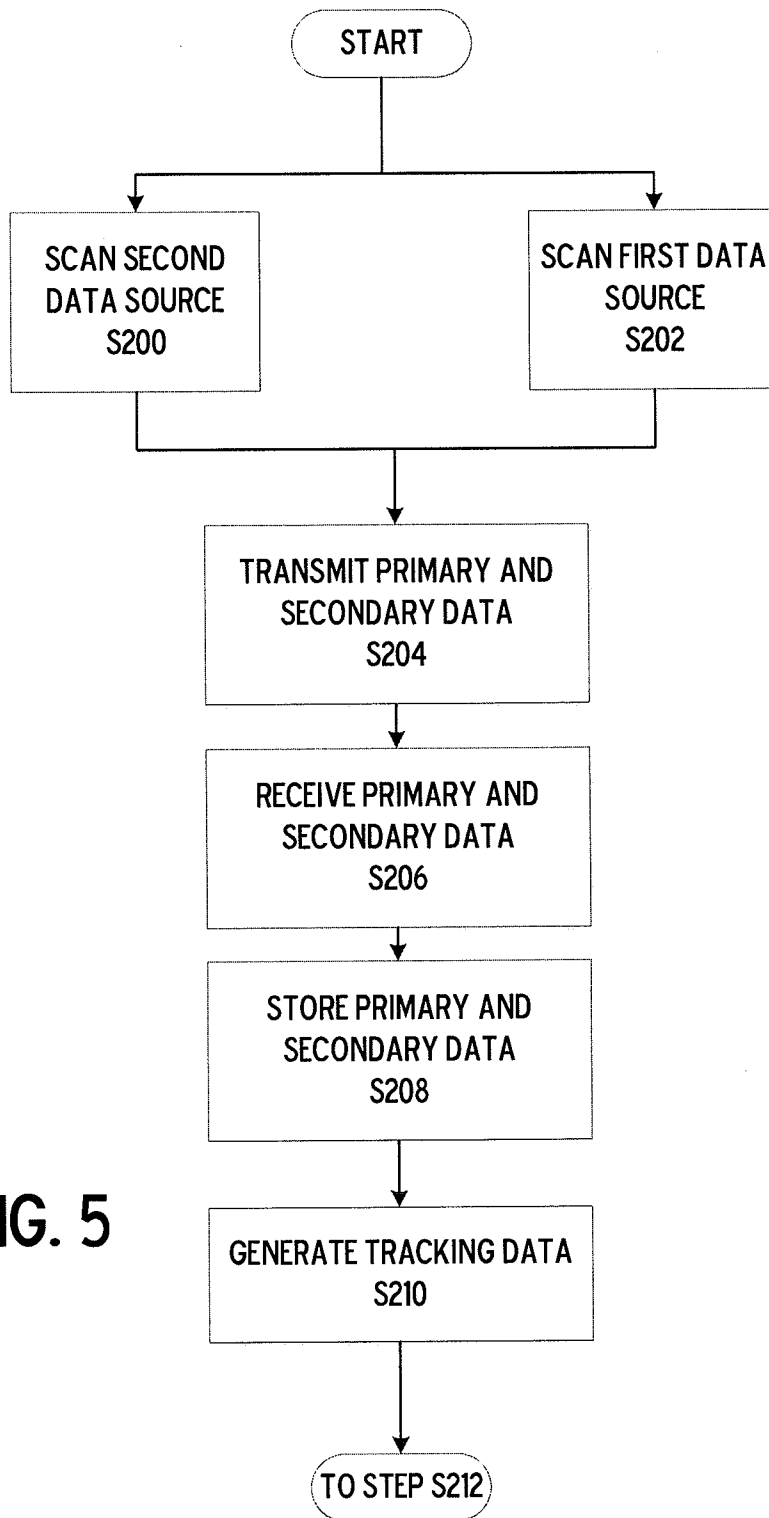 START
SCAN SECOND
DATA SOURCE
S200
SCAN FIRST DATA
SOURCE
S202
TRANSMIT PRIMARY AND
SECONDARY DATA
S204
RECEIVE PRIMARY AND
SECONDARY DATA
S206
STORE PRIMARY AND
SECONDARY DATA
S208
IG. 5
GENERATE TRACKING DATA
S210
TO STEP S212